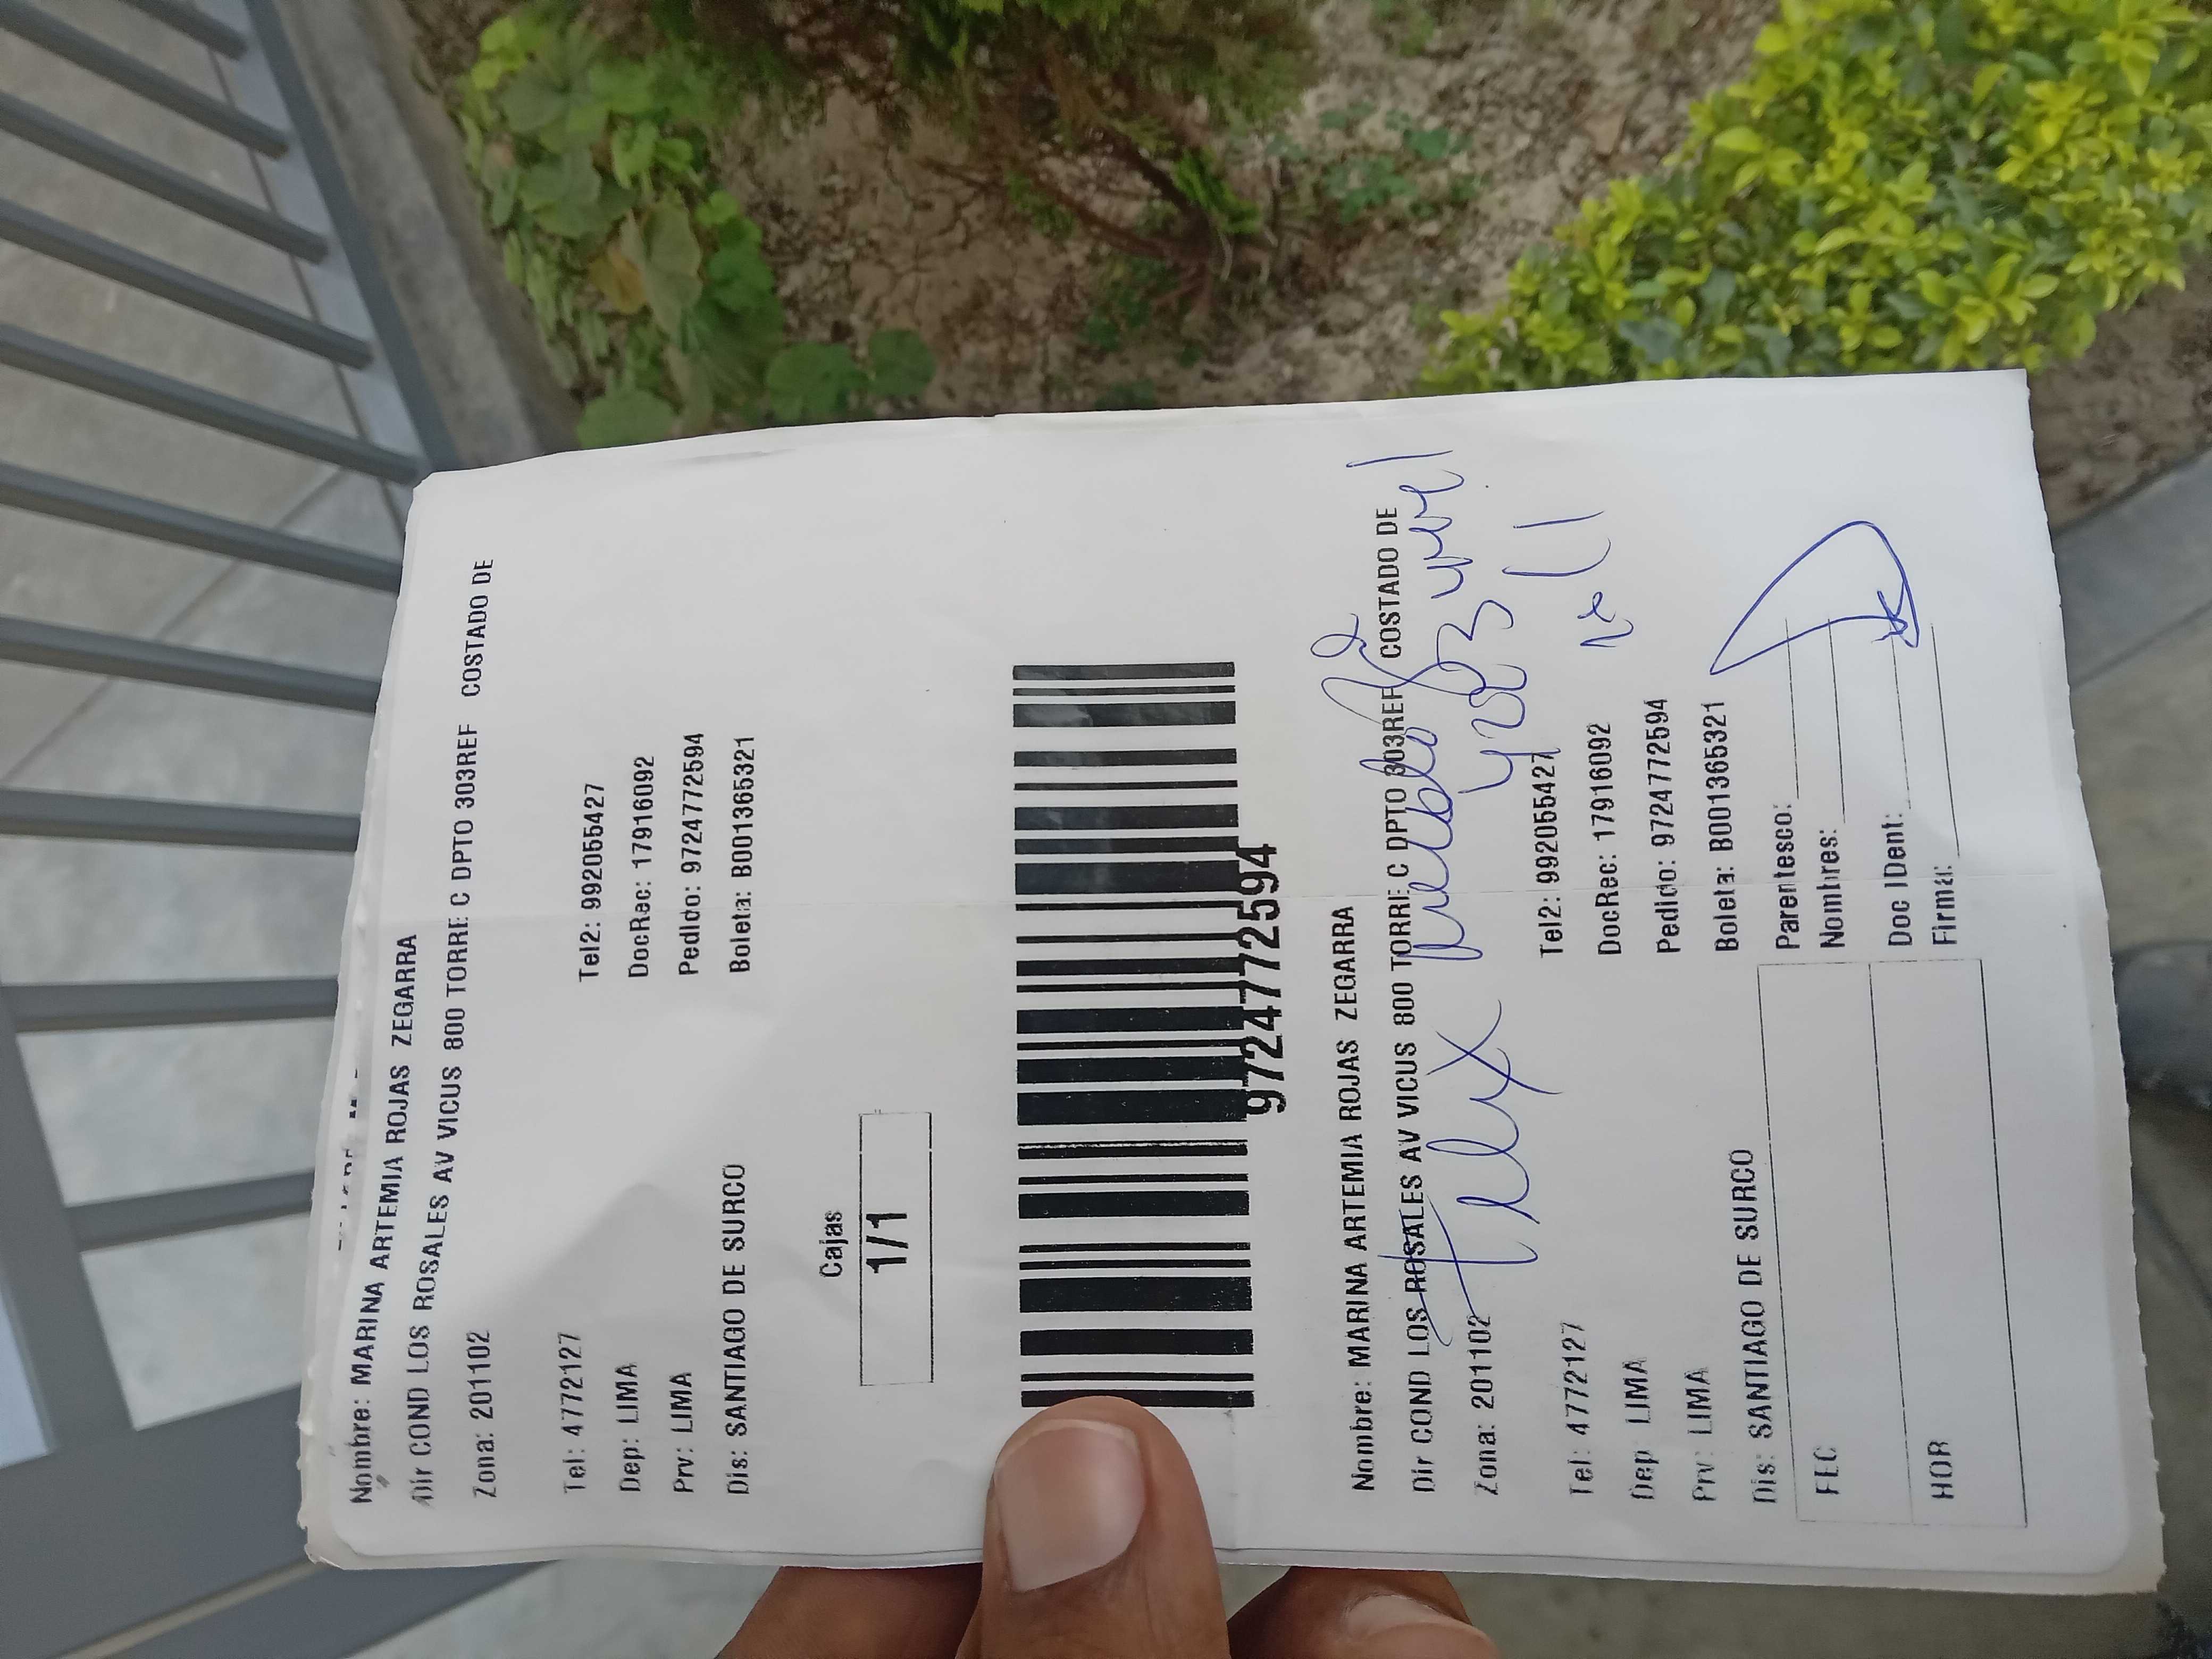 Nombre: MARINA ARTEMIA ROJAS ZEGARRA
Dir COND LOS ROSALES AV VICUS 800 TORRE C DPTO 303REF COSTADO DE
Zona: 201102
Tel: 4772127 Tel2: 992055427
Dep: LIMA DocRec: 17916092
Prv: LIMA Pedido: 97247772594
Dis: SANTIAGO DE SURCO Boleta: B001365321
Cajas
1/1
97247772594
Nombre: MARINA ARTEMIA ROJAS ZEGARRA
Dir COND LOS ROSALES AV VICUS 800 TORRE C DPTO 303REF COSTADO DE
Felix
Zona: 201102
Tel: 4772127 Tel2: 992055427
Dep LIMA DocRec: 17916092
Prv: LIMA Pedido: 97247772594
Dis: SANTIAGO DE SURCO Boleta: B001365321
FEC
HOR
Parentesco:
Nombres:
Doc IDent:
Firma: